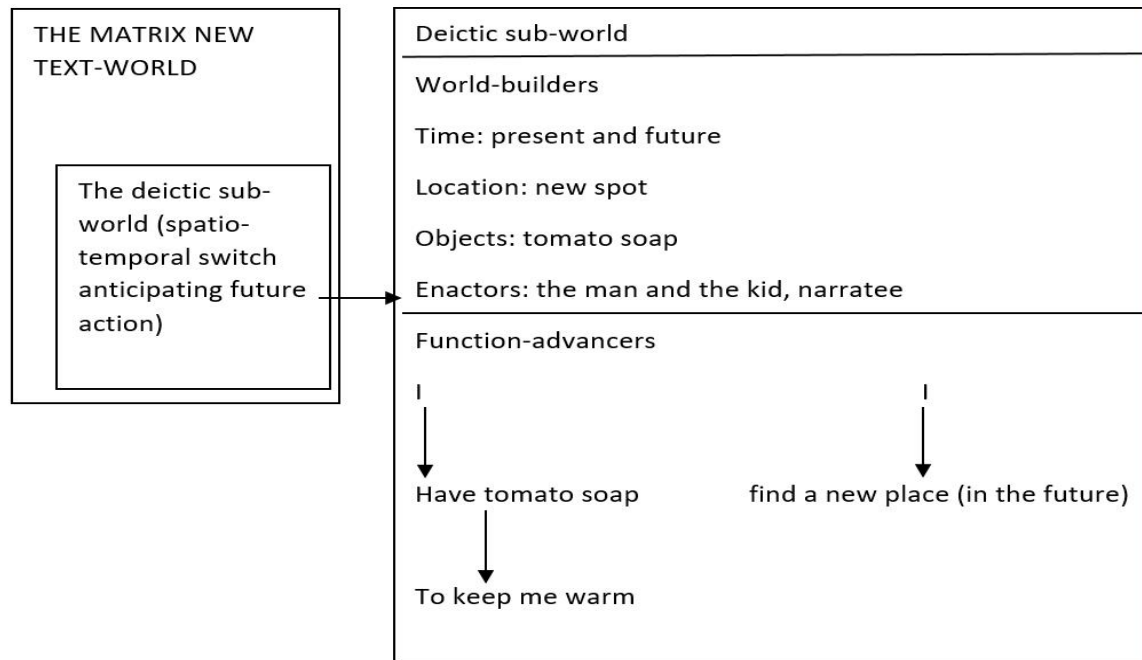 THE MATRIX NEW
TEXT-WORLD
The deictic sub-
world (spatio-
temporal switch
anticipating future
action)
Deictic sub-world
World-builders
Time: present and future
Location: new spot
Objects: tomato soap
Enactors: the man and the kid, narratee
Function-advancers
I I
Have tomato soap find a new place (in the future)
To keep me warm